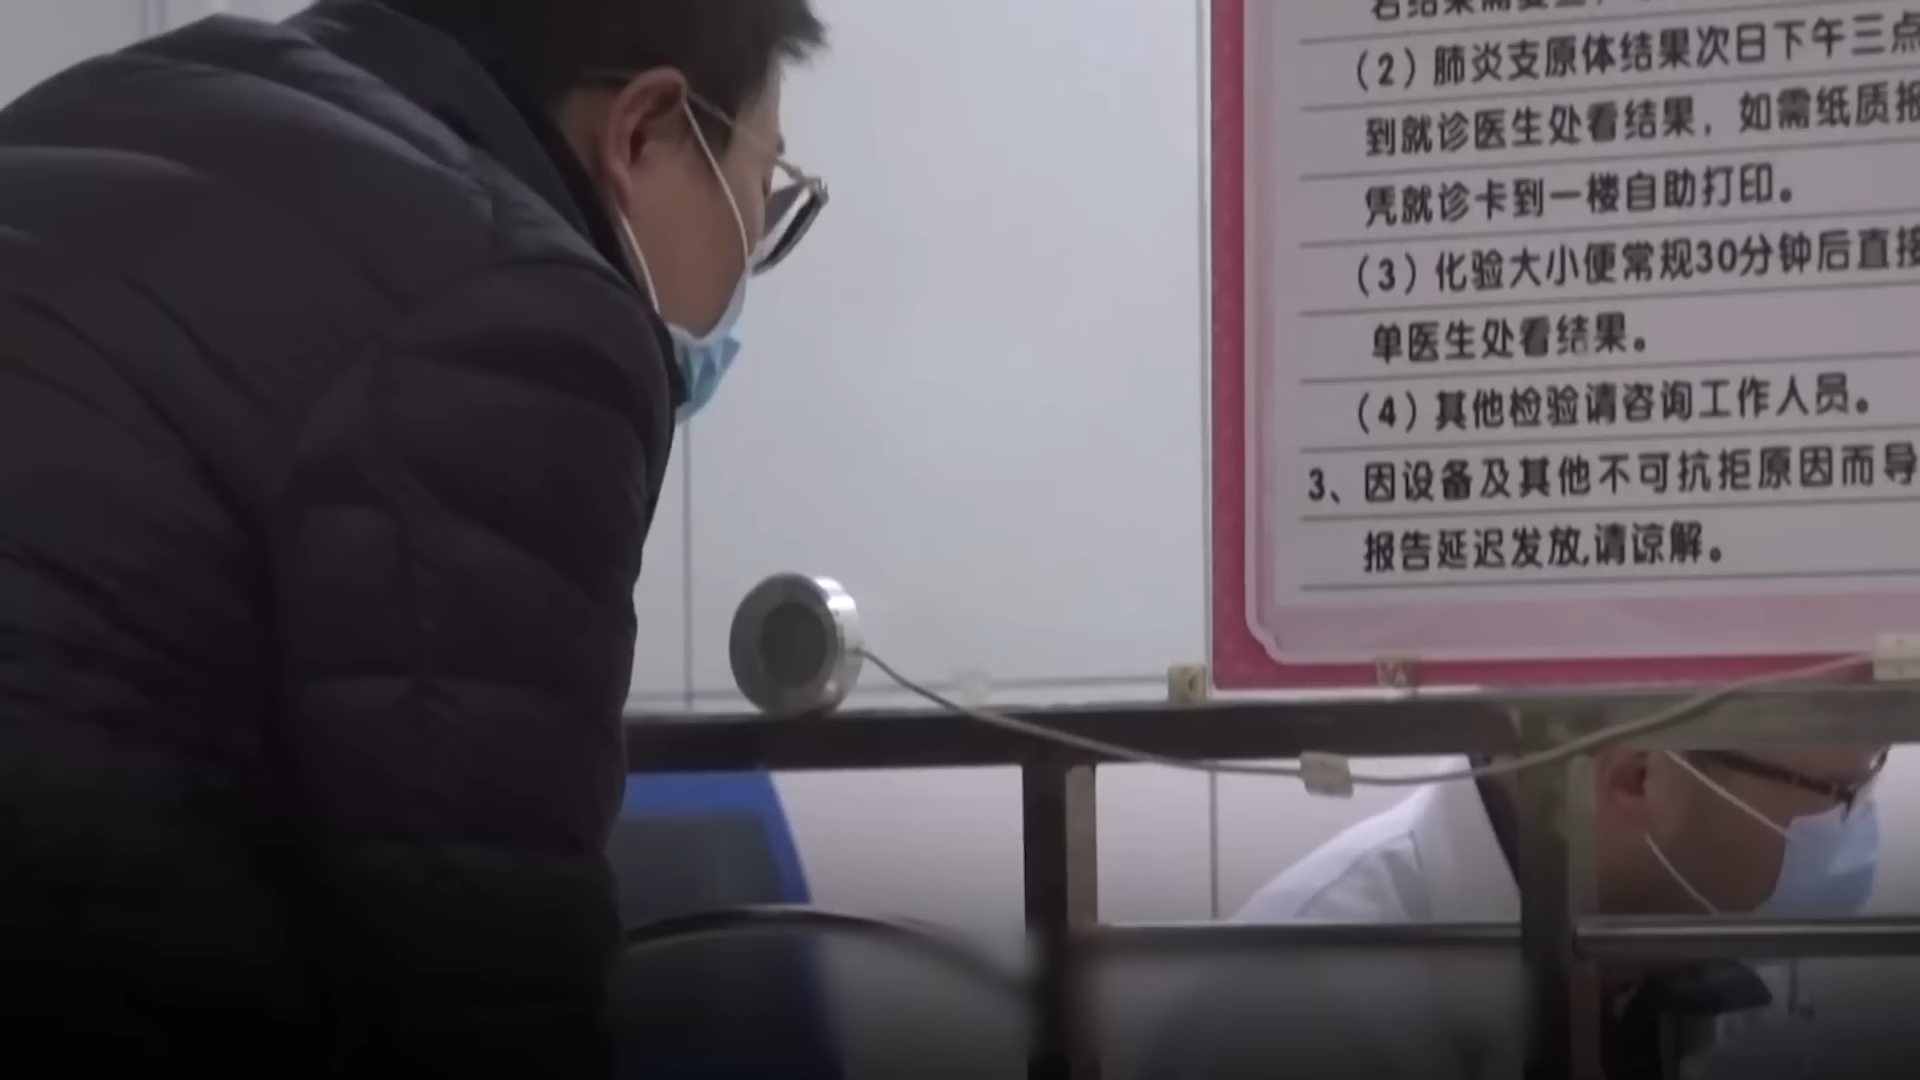 若结果需要
(2)肺炎支原体结果次日下午三点
到就诊医生处看结果，如需纸质报
凭就诊卡到一楼自助打印。
(3)化验大小便常规30分钟后直接
单医生处看结果。
(4)其他检验请咨询工作人员。
3、因设备及其他不可抗拒原因而导
报告延迟发放,请谅解。